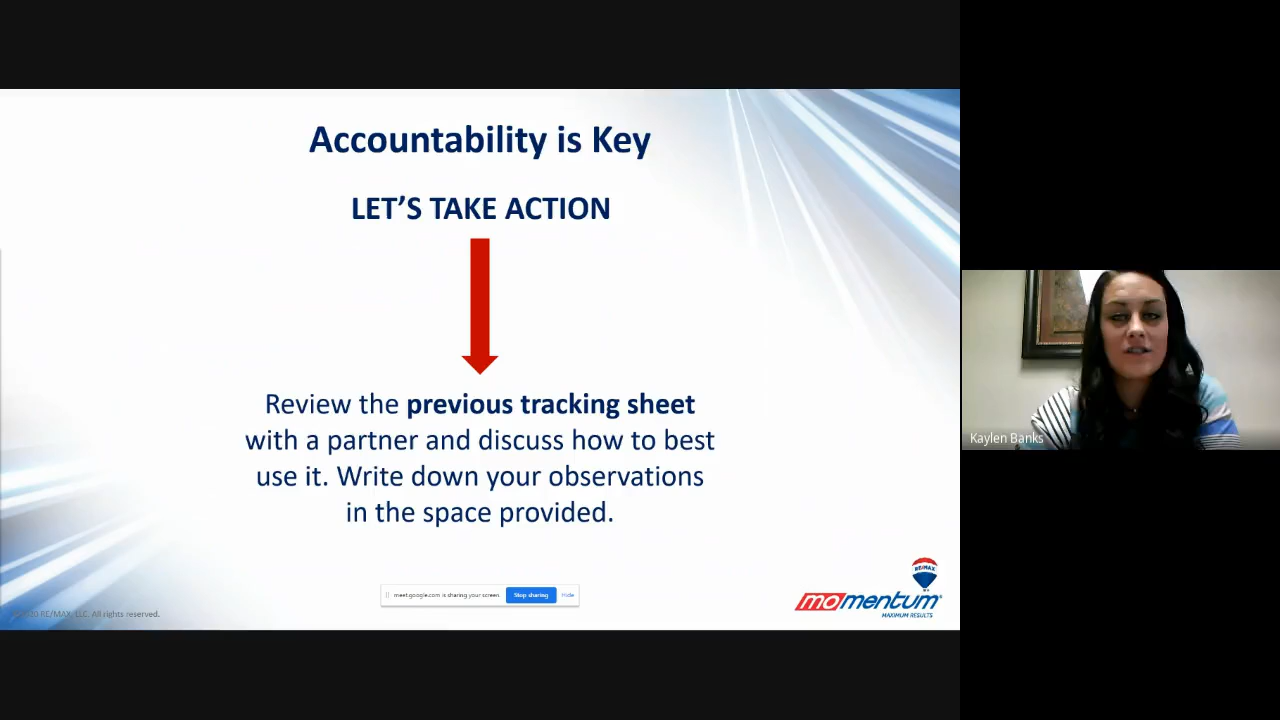 Accountability is Key
LET'S TAKE ACTION
Review the previous tracking sheet
with a partner and discuss how to best
use it. Write down your observations
in the space provided.
Kaylen Banks
meet.google.com is sharing your screen.
Stop sharing
Hide
RE/MAX
momentum®
MAXIMUM RESULTS
©2020 RE/MAX, LLC. All rights reserved.